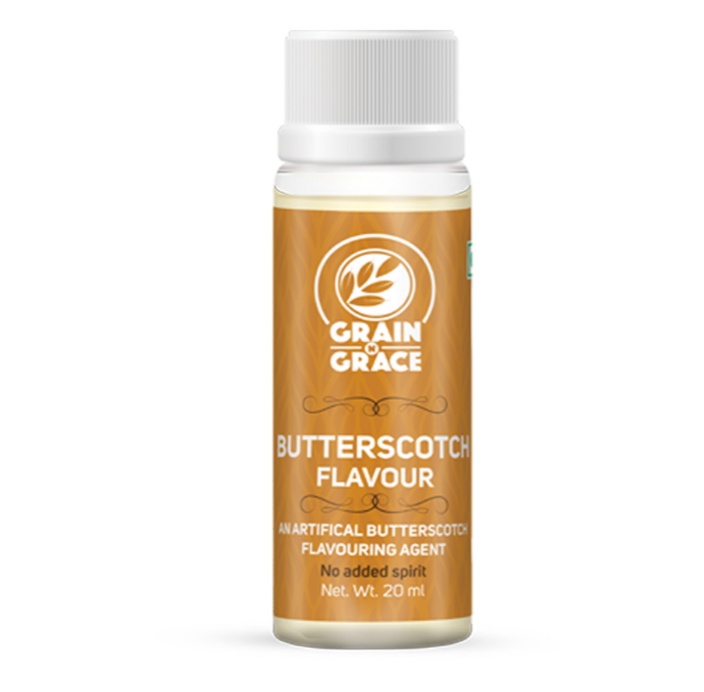 GRAIN
N
GRACE
BUTTERSCOTCH
FLAVOUR
AN ARTIFICAL BUTTERSCOTCH
FLAVOURING AGENT
No added spirit
Net. Wt. 20 ml